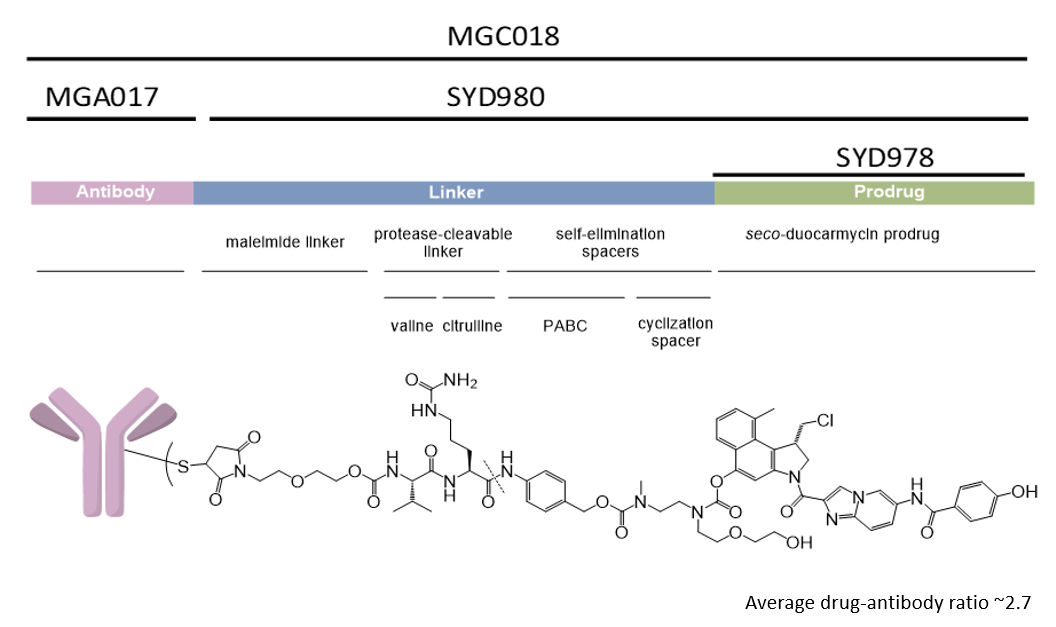 MGC018
MGA017 SYD980
SYD978
Antibody Linker Prodrug
maleimide linker
protease-cleavable
linker
self-elimination
spacers
seco-duocarmycin prodrug
valine citrulline PABC cyclization
spacer
O NH₂
HN
O
S
N
O
O
O
O
H
N
O
N
H
O
H
N
O
O
N
N
O
OH
O
O
Cl
N
O
N
N
H
N
O
OH
Average drug-antibody ratio ~2.7